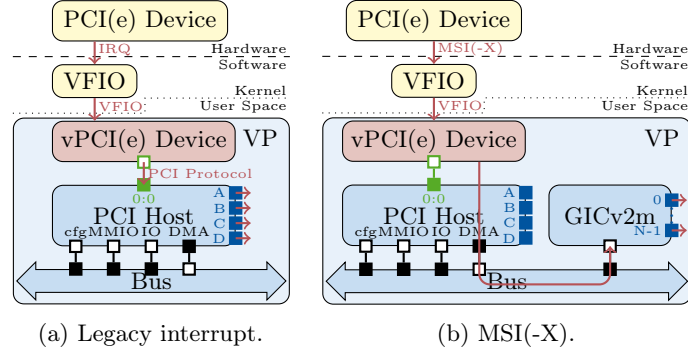 PCI(e) Device
IRQ
Hardware
Software
VFIO
Kernel
VFIO
User Space
vPCI(e) Device
VP
PCI Protocol
0:0
A
B
C
D
PCI Host
cfg MMIO IO DMA
Bus
(a) Legacy interrupt.
PCI(e) Device
MSI(-X)
Hardware
Software
VFIO
Kernel
VFIO
User Space
vPCI(e) Device
VP
0:0
A
B
C
D
PCI Host
cfg MMIO IO DMA
0
GICv2m
N-1
Bus
(b) MSI(-X).